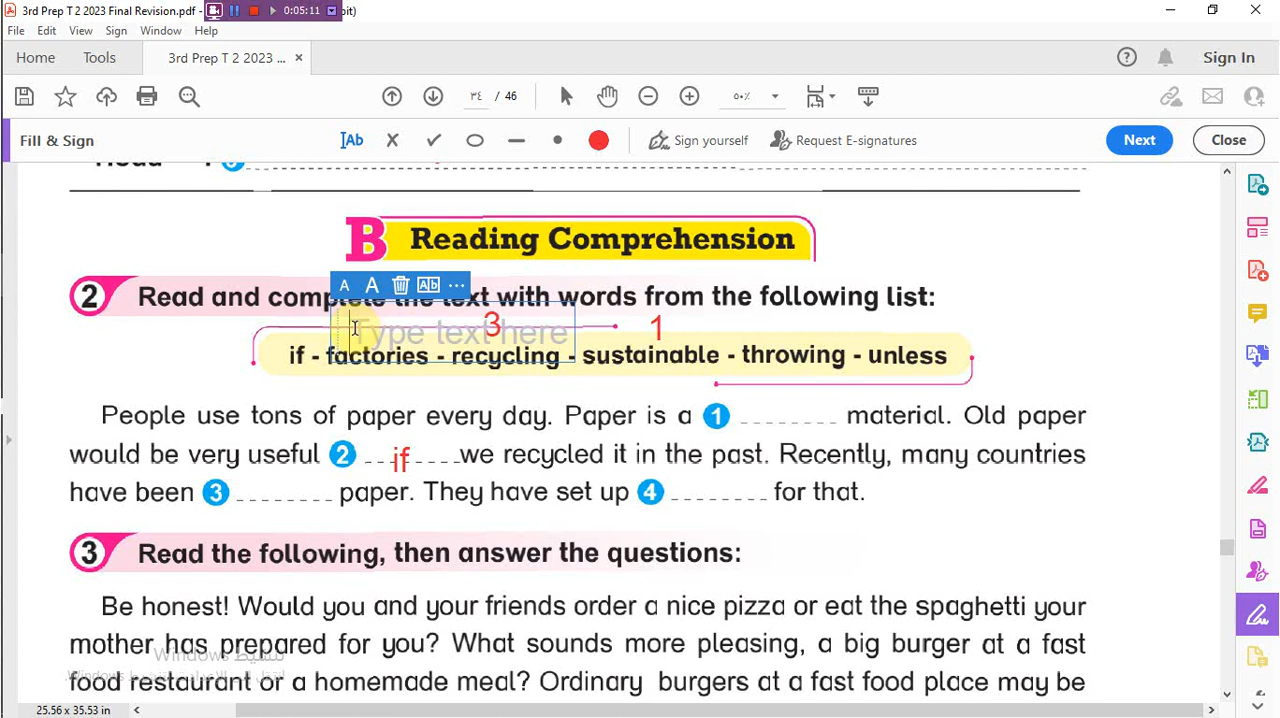 3rd Prep T 2 2023 Final Revision.pdf - 0:05:11 bit)
File Edit View Sign Window Help
Home Tools 3rd Prep T 2 2023 ... × Sign In
٣٤ / 46 ٥٠٪
Fill & Sign Ab Sign yourself Request E-signatures Next Close
B Reading Comprehension
2 Read and complete the text with words from the following list:
Type text here 3 1
if - factories - recycling - sustainable - throwing - unless
People use tons of paper every day. Paper is a 1 material. Old paper
would be very useful 2 if we recycled it in the past. Recently, many countries
have been 3 paper. They have set up 4 for that.
3 Read the following, then answer the questions:
Be honest! Would you and your friends order a nice pizza or eat the spaghetti your
mother has prepared for you? What sounds more pleasing, a big burger at a fast
تنشيط Windows
food restaurant or a homemade meal? Ordinary burgers at a fast food place may be
25.56 x 35.53 in